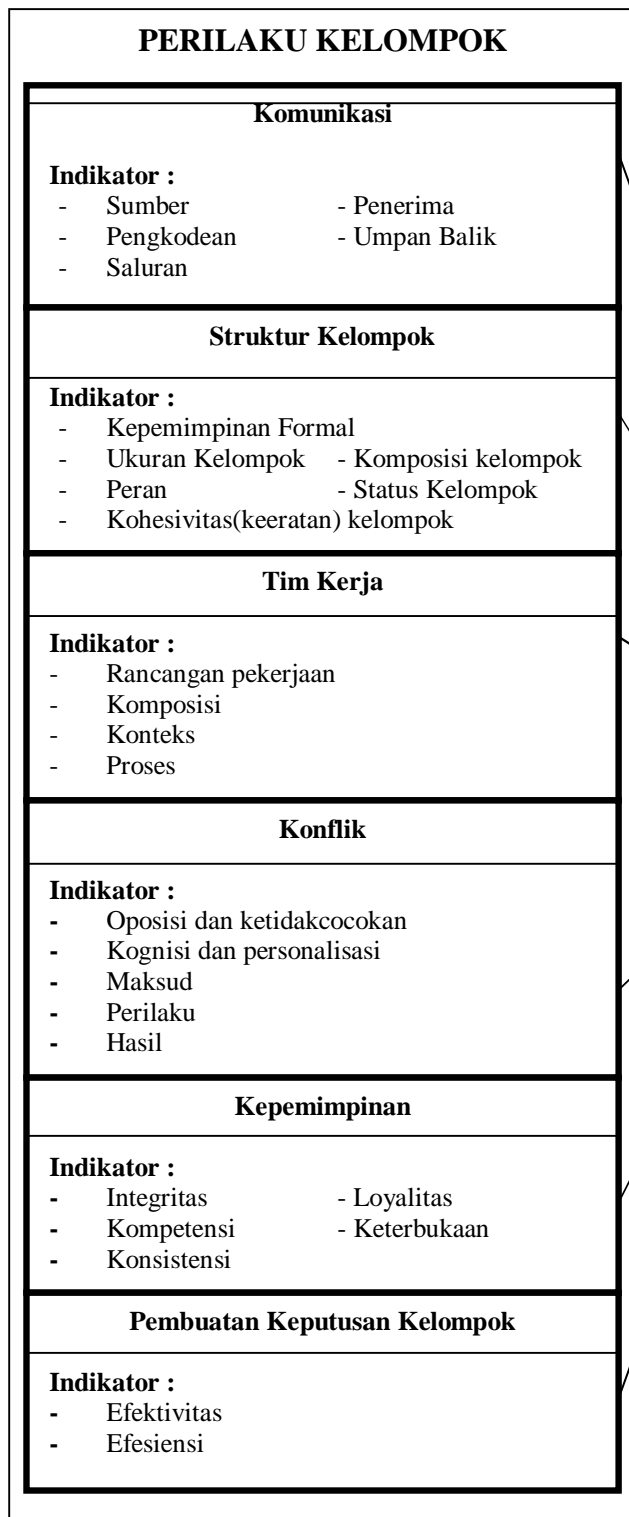 PERILAKU KELOMPOK
Komunikasi
Indikator :
- Sumber - Penerima
- Pengkodean - Umpan Balik
- Saluran
Struktur Kelompok
Indikator :
- Kepemimpinan Formal
- Ukuran Kelompok - Komposisi kelompok
- Peran - Status Kelompok
- Kohesivitas(keeratan) kelompok
Tim Kerja
Indikator :
- Rancangan pekerjaan
- Komposisi
- Konteks
- Proses
Konflik
Indikator :
- Oposisi dan ketidakcocokan
- Kognisi dan personalisasi
- Maksud
- Perilaku
- Hasil
Kepemimpinan
Indikator :
- Integritas - Loyalitas
- Kompetensi - Keterbukaan
- Konsistensi
Pembuatan Keputusan Kelompok
Indikator :
- Efektivitas
- Efesiensi